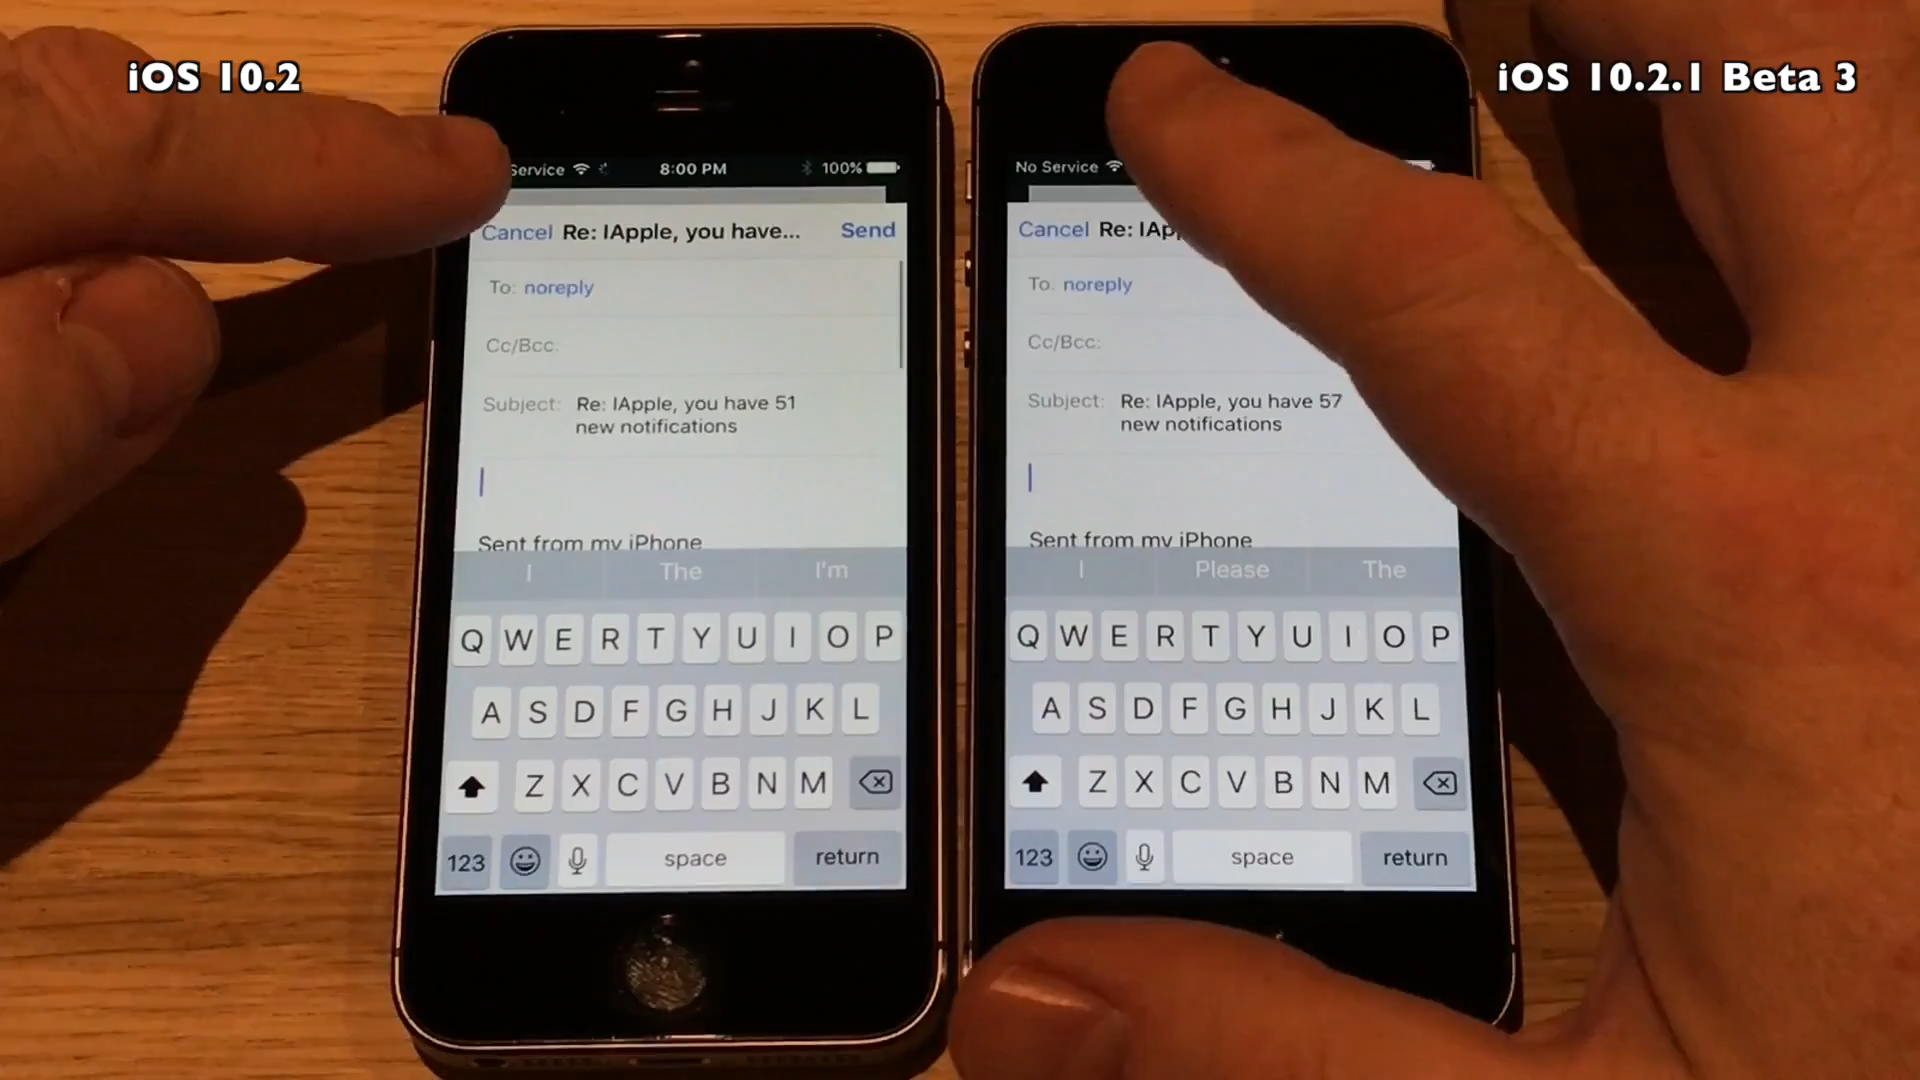 iOS 10.2
iOS 10.2.1 Beta 3
Service
8:00 PM
100%
Cancel
Re: IApple, you have...
Send
To: noreply
Cc/Bcc:
Subject:
Re: IApple, you have 51
new notifications
Sent from my iPhone
I
The
I'm
Q W E R T Y U I O P
A S D F G H J K L
Z X C V B N M
123
space
return
No Service
Cancel
Re: IAp
To: noreply
Cc/Bcc:
Subject:
Re: IApple, you have 57
new notifications
Sent from my iPhone
I
Please
The
Q W E R T Y U I O P
A S D F G H J K L
Z X C V B N M
123
space
return